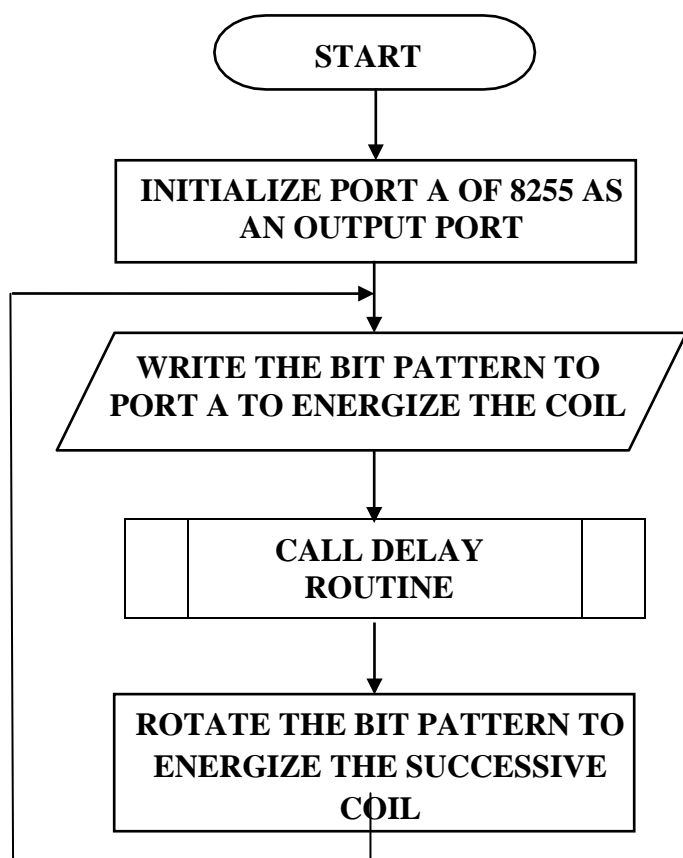 START
INITIALIZE PORT A OF 8255 AS
AN OUTPUT PORT
WRITE THE BIT PATTERN TO
PORT A TO ENERGIZE THE COIL
CALL DELAY
ROUTINE
ROTATE THE BIT PATTERN TO
ENERGIZE THE SUCCESSIVE
COIL